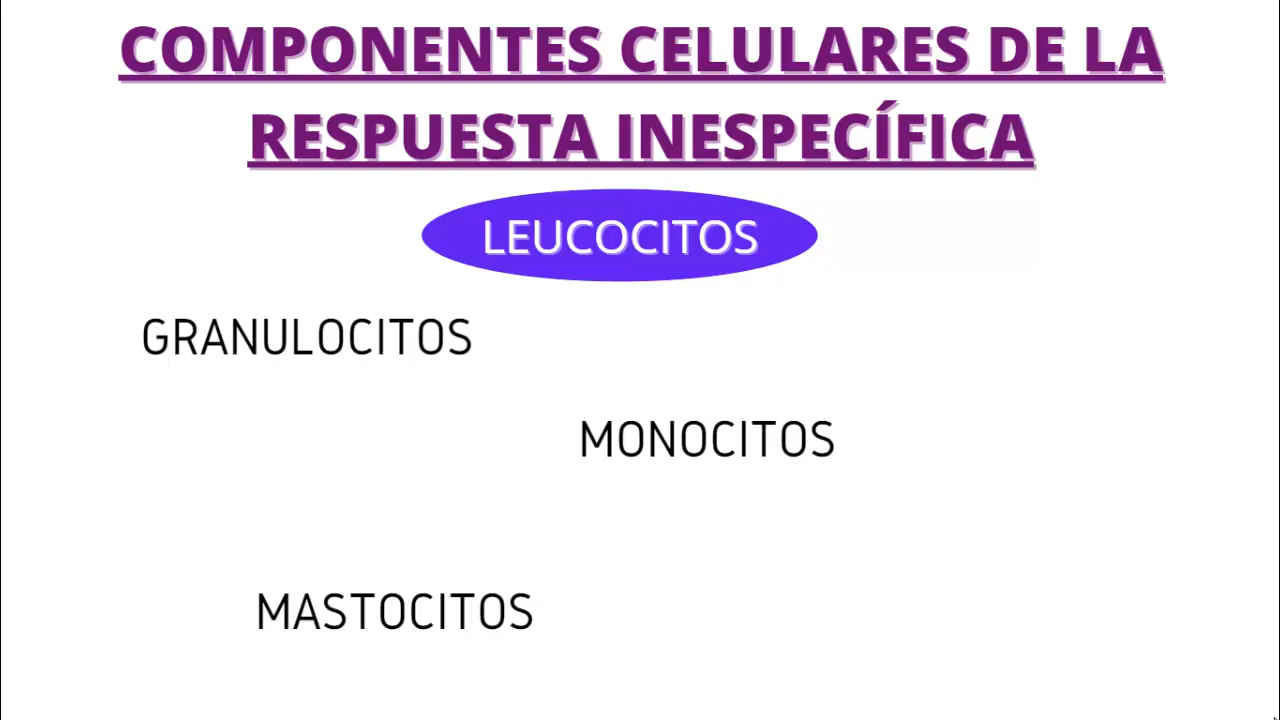 COMPONENTES CELULARES DE LA
RESPUESTA INESPECÍFICA
LEUCOCITOS
GRANULOCITOS
MONOCITOS
MASTOCITOS